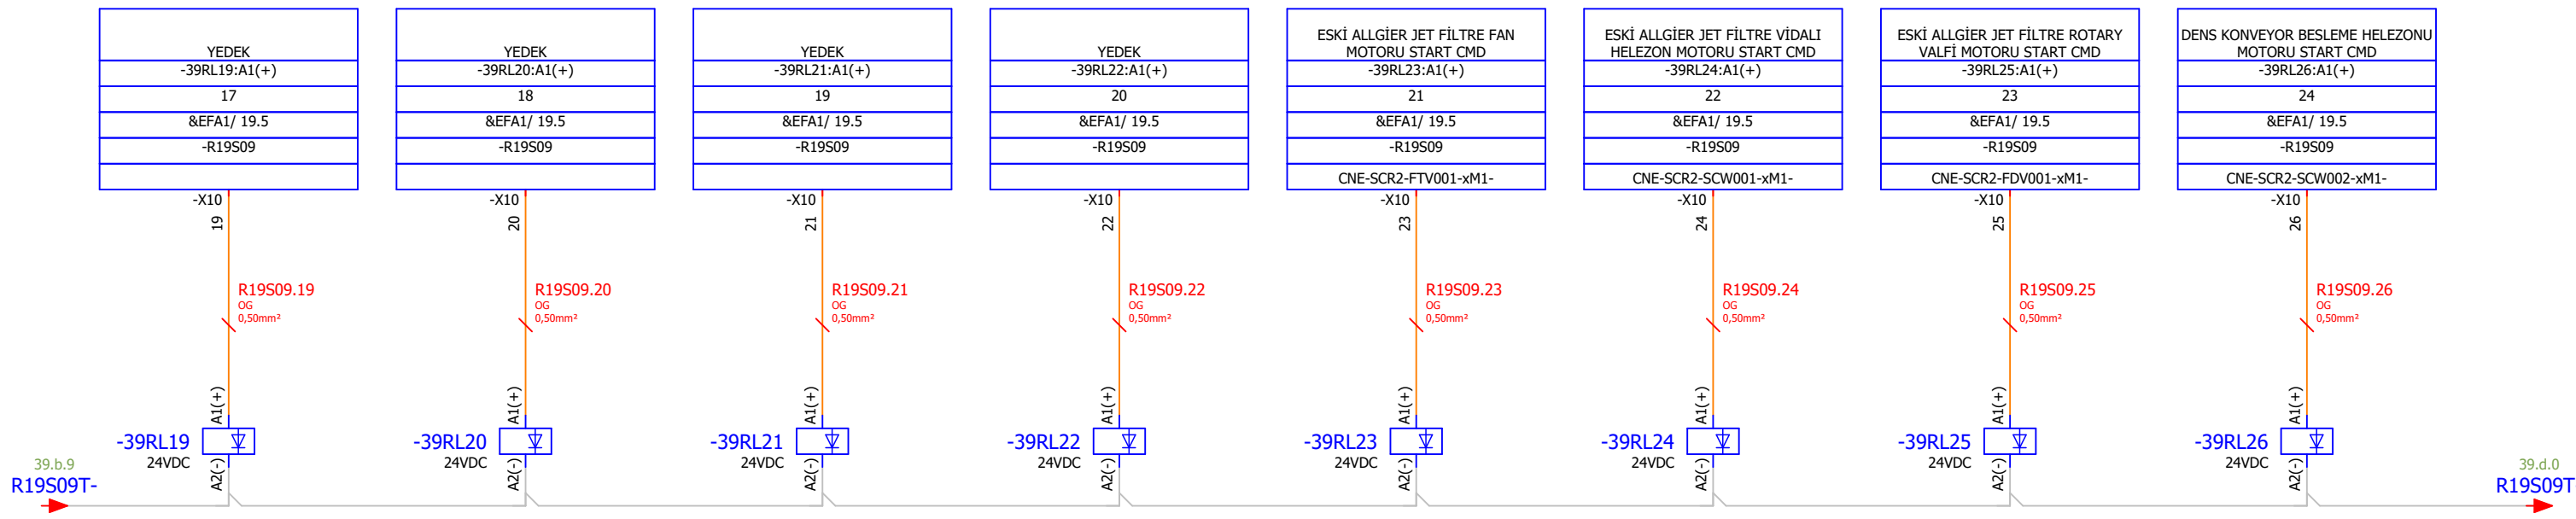 YEDEK
-39RL19:A1(+)
17
&EFA1/ 19.5
-R19S09
YEDEK
-39RL20:A1(+)
18
&EFA1/ 19.5
-R19S09
YEDEK
-39RL21:A1(+)
19
&EFA1/ 19.5
-R19S09
YEDEK
-39RL22:A1(+)
20
&EFA1/ 19.5
-R19S09
ESKİ ALLGİER JET FİLTRE FAN
MOTORU START CMD
-39RL23:A1(+)
21
&EFA1/ 19.5
-R19S09
CNE-SCR2-FTV001-xM1-
ESKİ ALLGİER JET FİLTRE VİDALI
HELEZON MOTORU START CMD
-39RL24:A1(+)
22
&EFA1/ 19.5
-R19S09
CNE-SCR2-SCW001-xM1-
ESKİ ALLGİER JET FİLTRE ROTARY
VALFİ MOTORU START CMD
-39RL25:A1(+)
23
&EFA1/ 19.5
-R19S09
CNE-SCR2-FDV001-xM1-
DENS KONVEYOR BESLEME HELEZONU
MOTORU START CMD
-39RL26:A1(+)
24
&EFA1/ 19.5
-R19S09
CNE-SCR2-SCW002-xM1-
-X10
19
R19S09.19
OG
0,50mm²
A1(+)
-39RL19
24VDC
A2(-)
-X10
20
R19S09.20
OG
0,50mm²
A1(+)
-39RL20
24VDC
A2(-)
-X10
21
R19S09.21
OG
0,50mm²
A1(+)
-39RL21
24VDC
A2(-)
-X10
22
R19S09.22
OG
0,50mm²
A1(+)
-39RL22
24VDC
A2(-)
-X10
23
R19S09.23
OG
0,50mm²
A1(+)
-39RL23
24VDC
A2(-)
-X10
24
R19S09.24
OG
0,50mm²
A1(+)
-39RL24
24VDC
A2(-)
-X10
25
R19S09.25
OG
0,50mm²
A1(+)
-39RL25
24VDC
A2(-)
-X10
26
R19S09.26
OG
0,50mm²
A1(+)
-39RL26
24VDC
A2(-)
39.b.9
R19S09T-
39.d.0
R19S09T